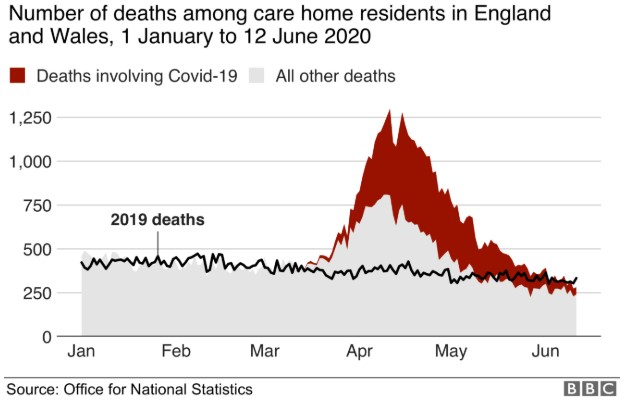 Number of deaths among care home residents in England
and Wales, 1 January to 12 June 2020
Deaths involving Covid-19 All other deaths
1,250
1,000
750
2019 deaths
500
250
0
Jan Feb Mar Apr May Jun
Source: Office for National Statistics BBC